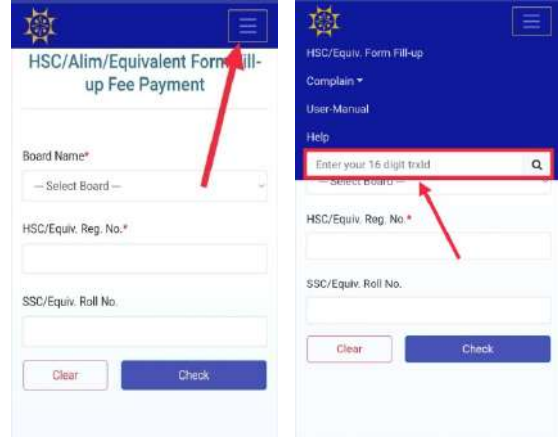 HSC/Alim/Equivalent Form Fill-
up Fee Payment
Board Name*
--- Select Board ---
HSC/Equiv. Reg. No.*
SSC/Equiv. Roll No.
Clear
Check
HSC/Equiv. Form Fill-up
Complain
User-Manual
Help
Enter your 16 digit trxId
--- Select Board ---
HSC/Equiv. Reg. No.*
SSC/Equiv. Roll No.
Clear
Check